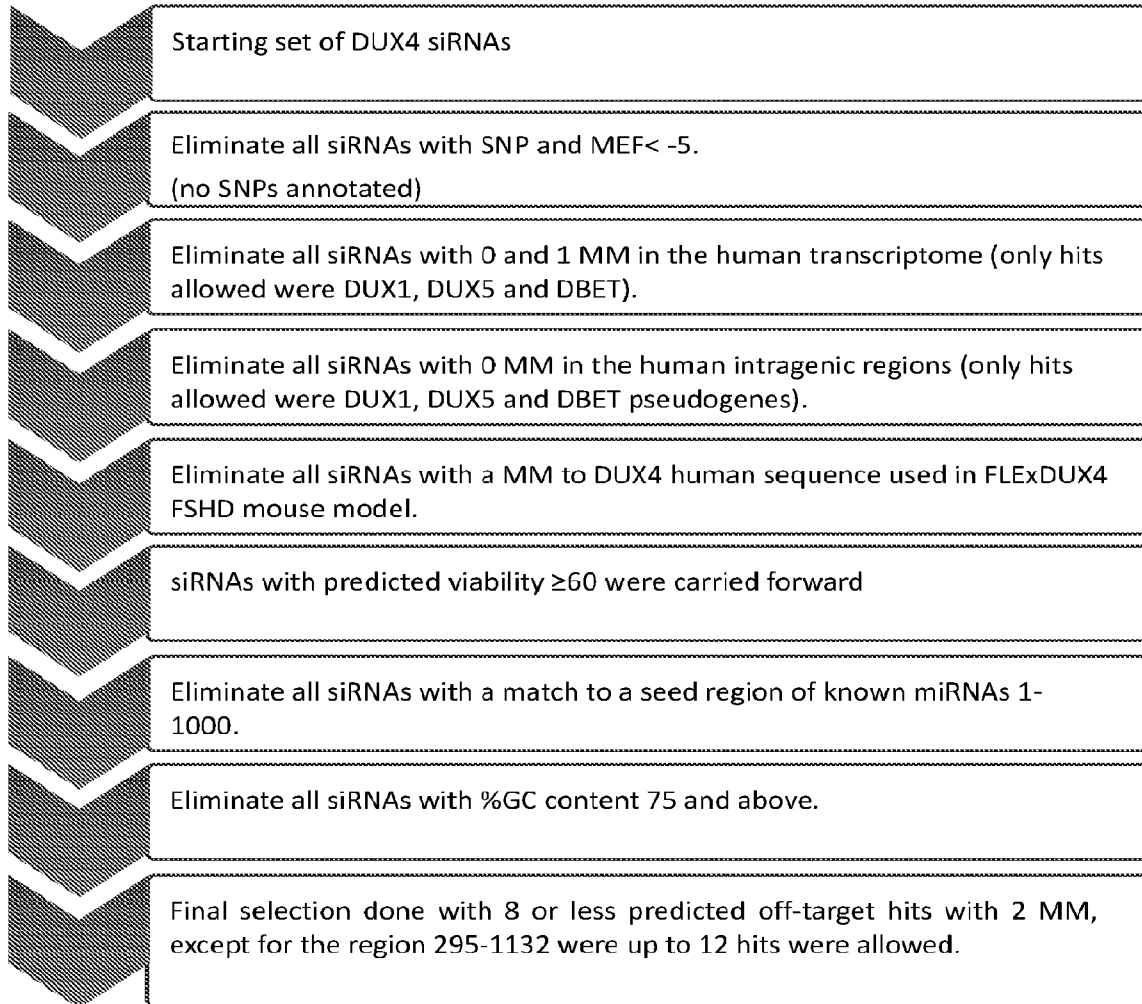 Starting set of DUX4 siRNAs
Eliminate all siRNAs with SNP and MEF< -5.
(no SNPs annotated)
Eliminate all siRNAs with 0 and 1 MM in the human transcriptome (only hits
allowed were DUX1, DUX5 and DBET).
Eliminate all siRNAs with 0 MM in the human intragenic regions (only hits
allowed were DUX1, DUX5 and DBET pseudogenes).
Eliminate all siRNAs with a MM to DUX4 human sequence used in FLExDUX4
FSHD mouse model.
siRNAs with predicted viability ≥60 were carried forward
Eliminate all siRNAs with a match to a seed region of known miRNAs 1-
1000.
Eliminate all siRNAs with %GC content 75 and above.
Final selection done with 8 or less predicted off-target hits with 2 MM,
except for the region 295-1132 were up to 12 hits were allowed.